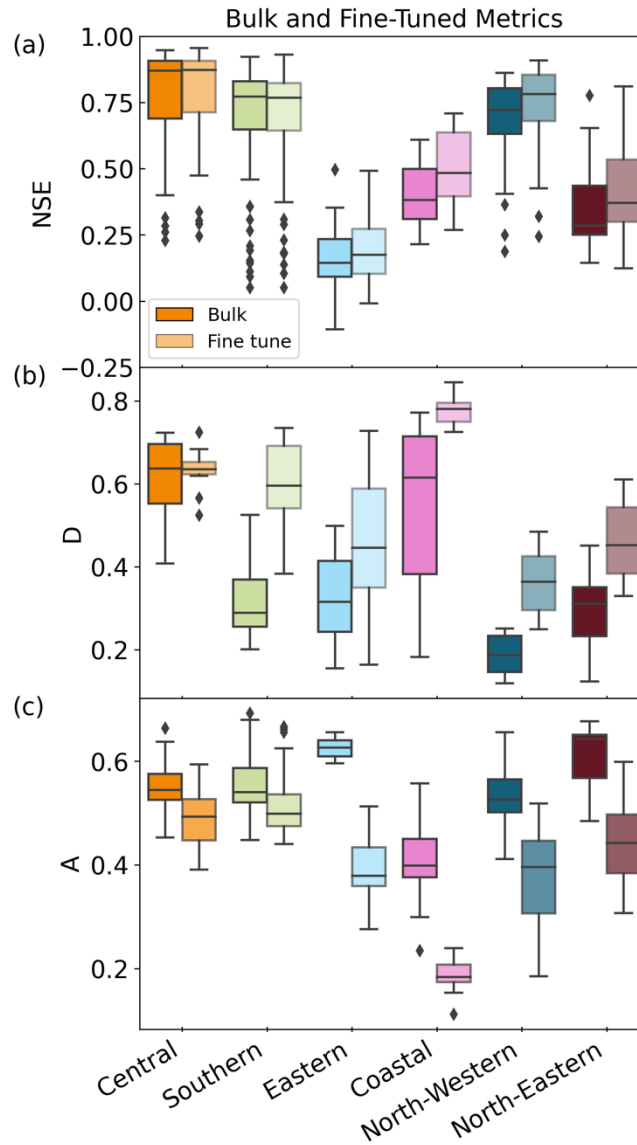 Bulk and Fine-Tuned Metrics
(a)
1.00
0.75
0.50
0.25
0.00
−0.25
NSE
Bulk
Fine tune
(b)
0.8
0.6
0.4
0.2
D
(c)
0.6
0.4
0.2
A
Central
Southern
Eastern
Coastal
North-Western
North-Eastern